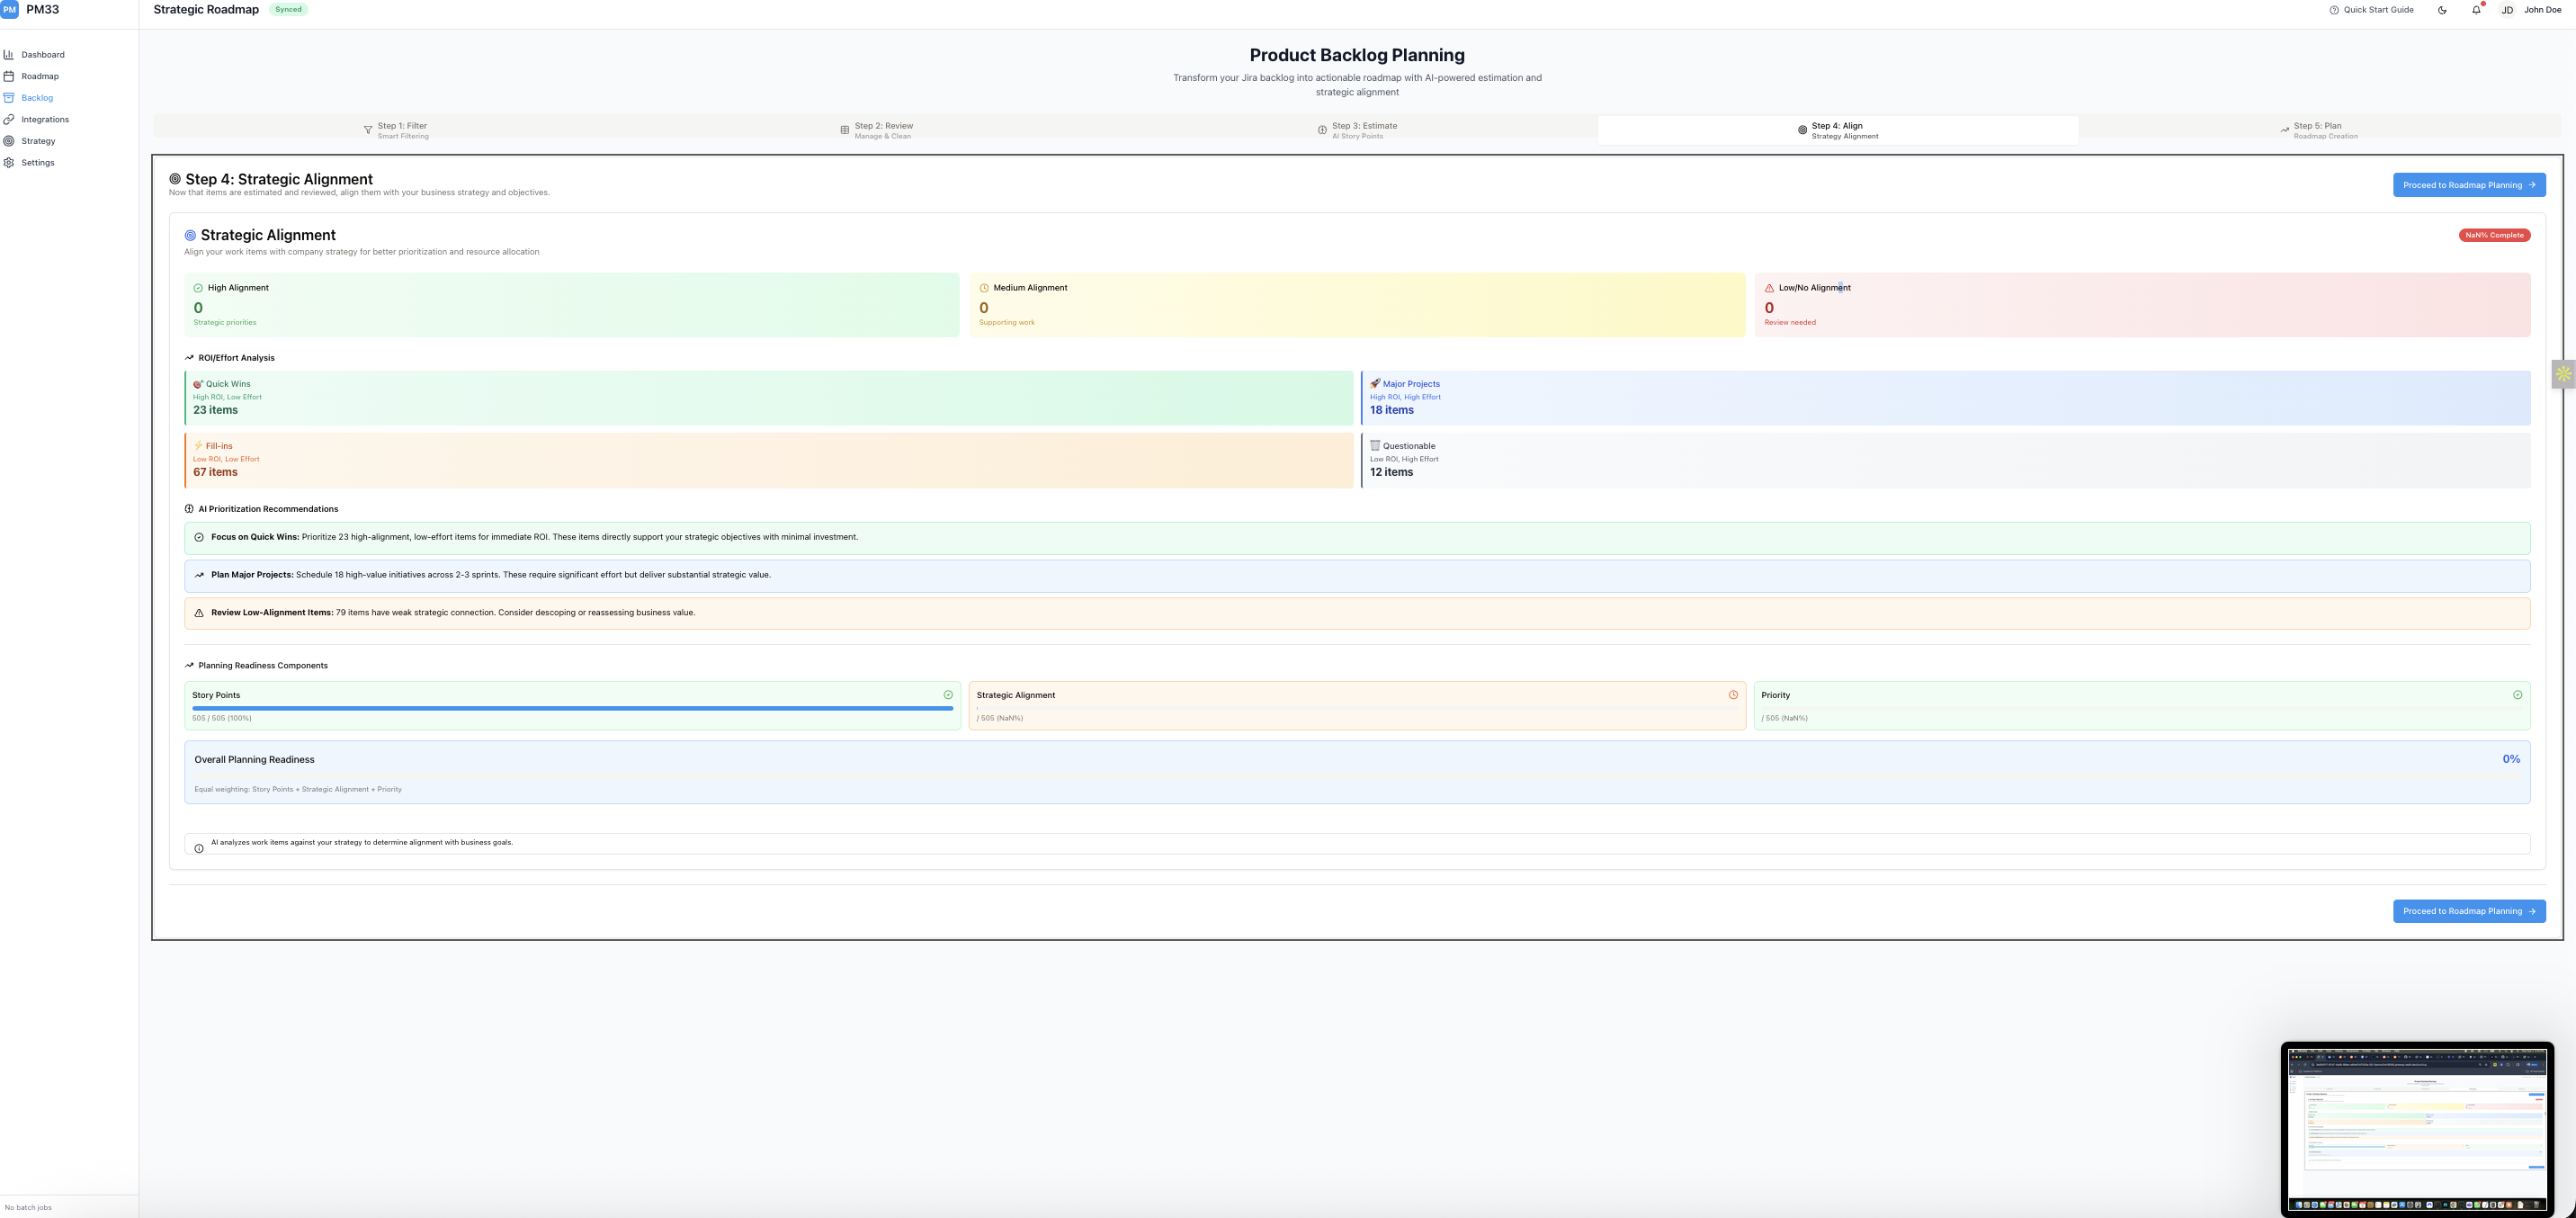 PM
PM33
Strategic Roadmap
Synced
Quick Start Guide
JD
John Doe
Dashboard
Roadmap
Backlog
Integrations
Strategy
Settings
Product Backlog Planning
Transform your Jira backlog into actionable roadmap with AI-powered estimation and
strategic alignment
Step 1: Filter
Smart Filtering
Step 2: Review
Manage & Clean
Step 3: Estimate
AI Story Points
Step 4: Align
Strategy Alignment
Step 5: Plan
Roadmap Creation
Step 4: Strategic Alignment
Now that items are estimated and reviewed, align them with your business strategy and objectives.
Proceed to Roadmap Planning
Strategic Alignment
Align your work items with company strategy for better prioritization and resource allocation
NaN% Complete
High Alignment
0
Strategic priorities
Medium Alignment
0
Supporting work
Low/No Alignment
0
Review needed
ROI/Effort Analysis
Quick Wins
High ROI, Low Effort
23 items
Major Projects
High ROI, High Effort
18 items
Fill-ins
Low ROI, Low Effort
67 items
Questionable
Low ROI, High Effort
12 items
AI Prioritization Recommendations
Focus on Quick Wins: Prioritize 23 high-alignment, low-effort items for immediate ROI. These items directly support your strategic objectives with minimal investment.
Plan Major Projects: Schedule 18 high-value initiatives across 2-3 sprints. These require significant effort but deliver substantial strategic value.
Review Low-Alignment Items: 79 items have weak strategic connection. Consider descoping or reassessing business value.
Planning Readiness Components
Story Points
505 / 505 (100%)
Strategic Alignment
/ 505 (NaN%)
Priority
/ 505 (NaN%)
Overall Planning Readiness
0%
Equal weighting: Story Points + Strategic Alignment + Priority
AI analyzes work items against your strategy to determine alignment with business goals.
Proceed to Roadmap Planning
No batch jobs